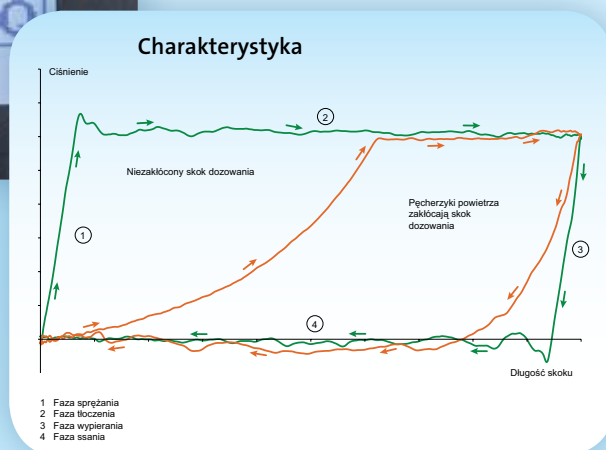 Charakterystyka
Ciśnienie
2
Niezakłócony skok dozowania
Pęcherzyki powietrza
zakłócają skok
dozowania
1
3
4
Długość skoku
1 Faza sprężania
2 Faza tłoczenia
3 Faza wypierania
4 Faza ssania